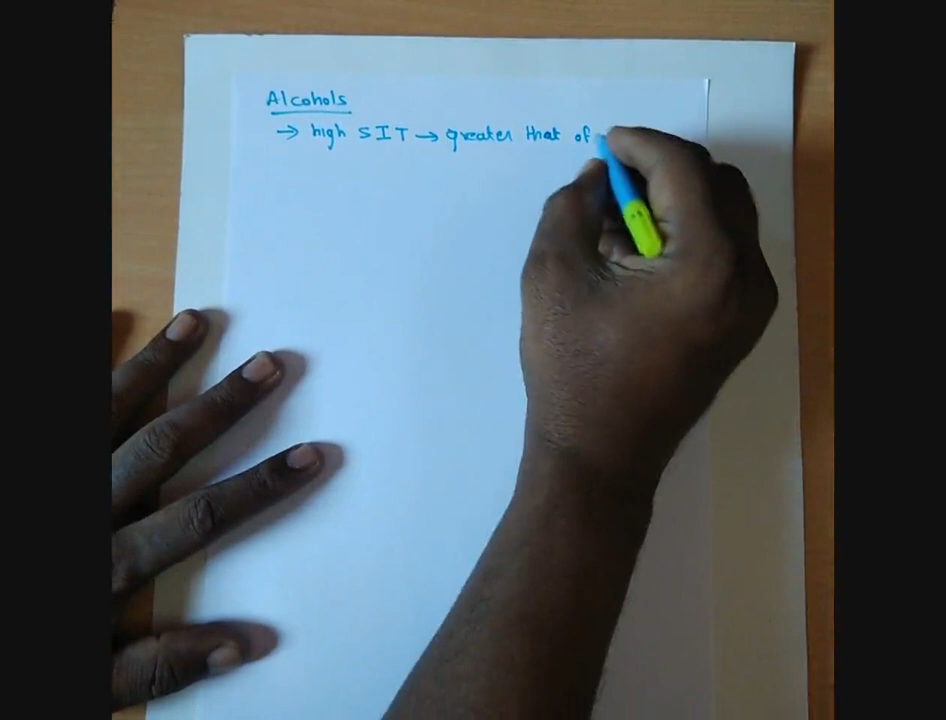 Alcohols
→ high SIT → greater that of